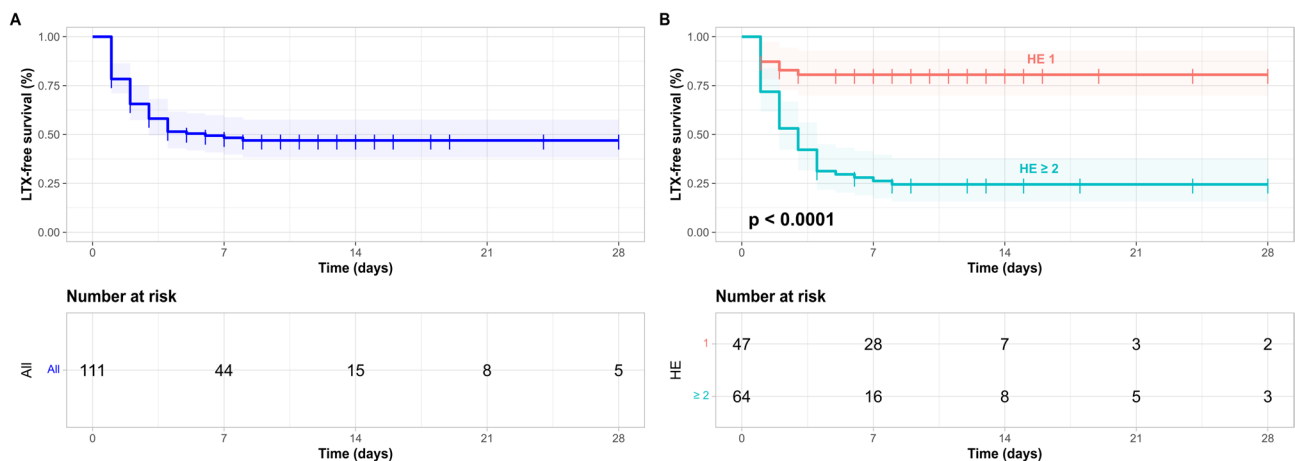 A
LTX-free survival (%)
1.00
0.75
0.50
0.25
0.00
0 7 14 21 28
Time (days)
Number at risk
All
All 111 44 15 8 5
0 7 14 21 28
Time (days)
B
LTX-free survival (%)
1.00
0.75
0.50
0.25
0.00
HE 1
HE ≥ 2
p < 0.0001
0 7 14 21 28
Time (days)
Number at risk
HE
1 47 28 7 3 2
≥ 2 64 16 8 5 3
0 7 14 21 28
Time (days)